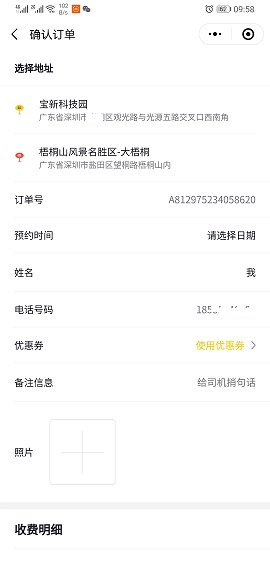 102 B/s 69 09:58
确认订单
选择地址
宝新科技园
广东省深圳市 区观光路与光源五路交叉口西南角
梧桐山风景名胜区-大梧桐
广东省深圳市盐田区望桐路梧桐山内
订单号 A812975234058620
预约时间 请选择日期
姓名 我
电话号码 185
优惠券 使用优惠券
备注信息 给司机捎句话
照片
收费明细